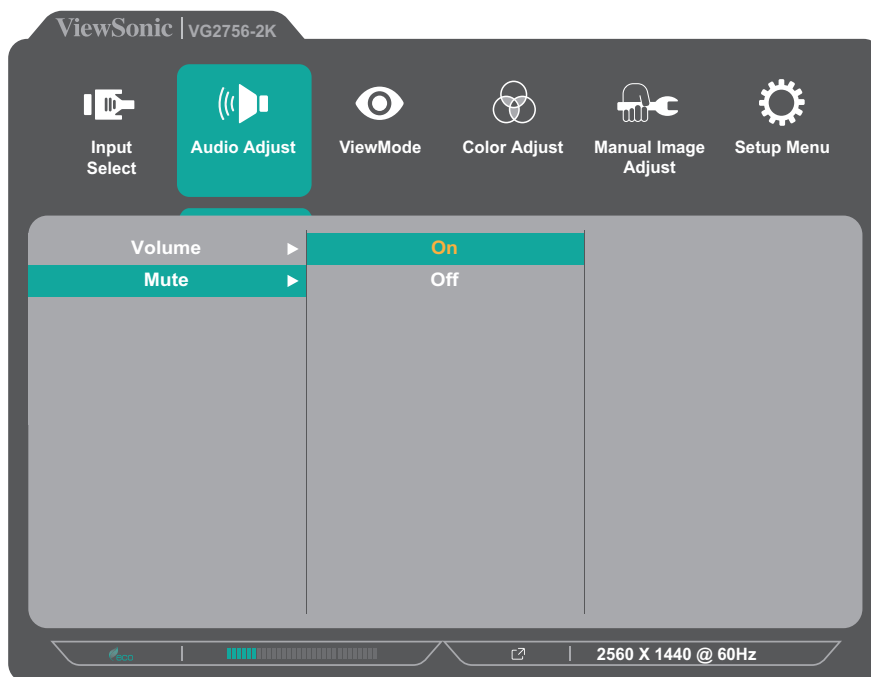 ViewSonic | VG2756-2K
Input
Select
Audio Adjust
ViewMode
Color Adjust
Manual Image
Adjust
Setup Menu
Volume
On
Mute
Off
eco
2560 X 1440 @ 60Hz